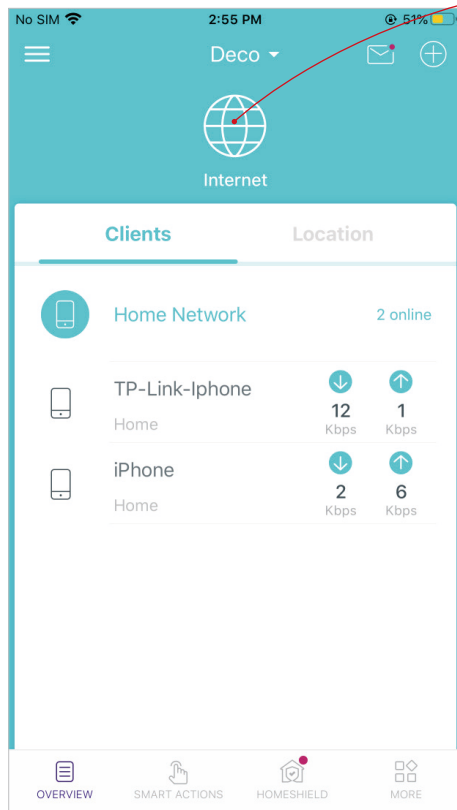 No SIM 2:55 PM 51%
Deco
Internet
Clients Location
Home Network 2 online
TP-Link-Iphone
Home
12 1
Kbps Kbps
iPhone
Home
2 6
Kbps Kbps
OVERVIEW SMART ACTIONS HOMESHIELD MORE